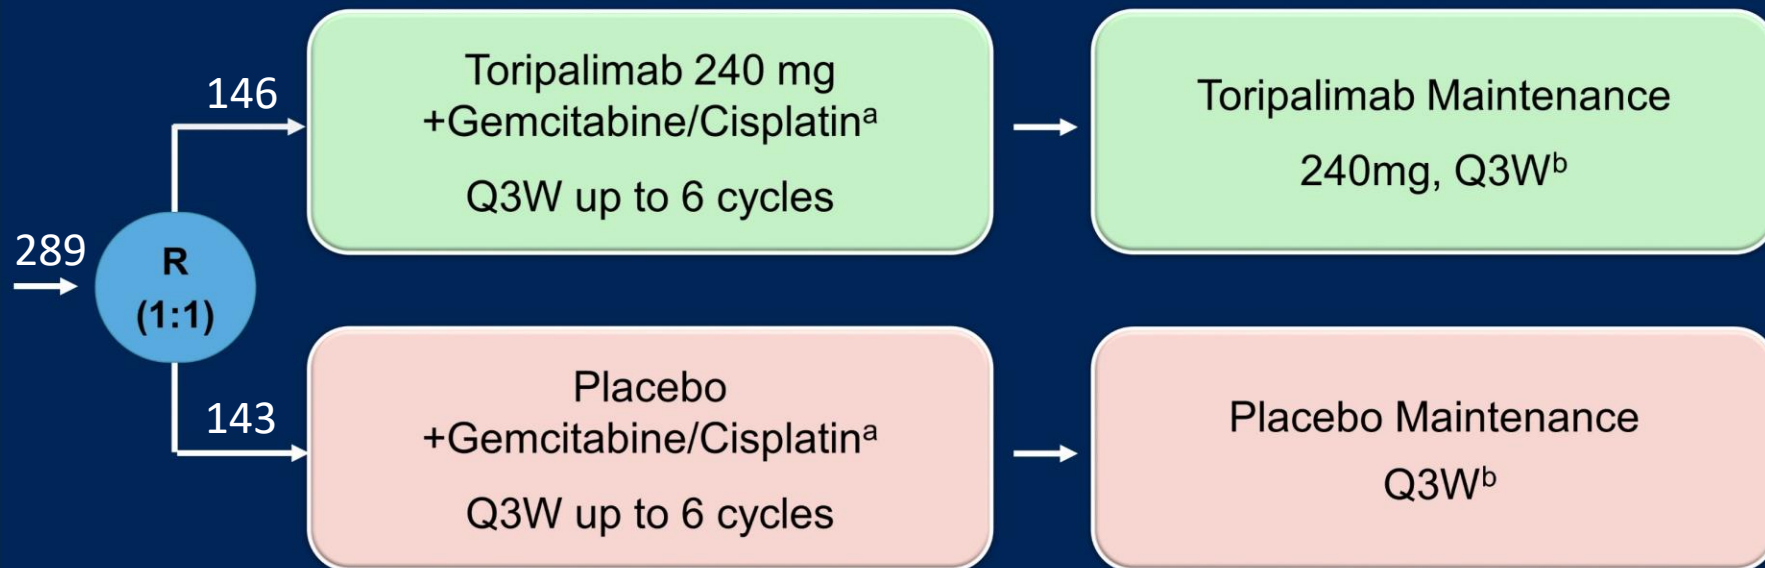 289
R
(1:1)
146
Toripalimab 240 mg
+Gemcitabine/Cisplatinᵃ
Q3W up to 6 cycles
Toripalimab Maintenance
240mg, Q3Wᵇ
143
Placebo
+Gemcitabine/Cisplatinᵃ
Q3W up to 6 cycles
Placebo Maintenance
Q3Wᵇ